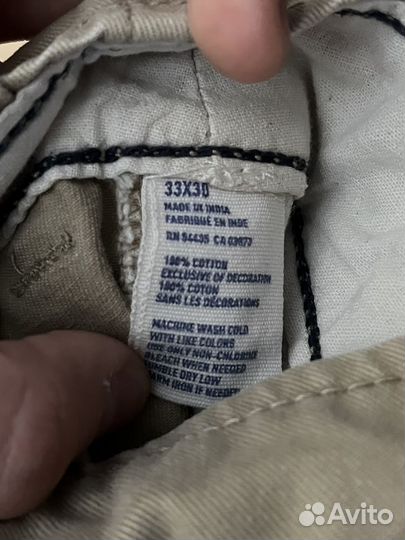 33X30
MADE IN INDIA
FABRIQUÉ EN INDE
RN 54435 CA 03973
100% COTTON
EXCLUSIVE OF DECORATION
100% COTON
SANS LES DÉCORATIONS
MACHINE WASH COLD
WITH LIKE COLORS
USE ONLY NON-CHLORINE
BLEACH WHEN NEEDED
TUMBLE DRY LOW
WARM IRON IF NEEDED
Avito